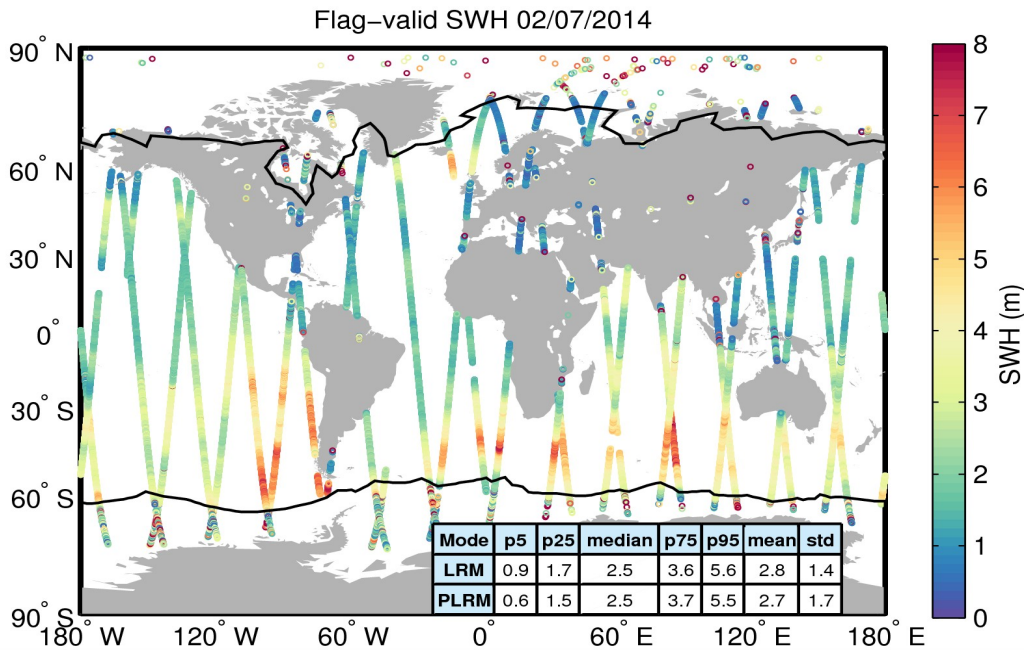 Flag−valid SWH 02/07/2014
90° N
60° N
30° N
0°
30° S
60° S
90° S
180° W
120° W
60° W
0°
60° E
120° E
180° E
Mode p5 p25 median p75 p95 mean std
LRM 0.9 1.7 2.5 3.6 5.6 2.8 1.4
PLRM 0.6 1.5 2.5 3.7 5.5 2.7 1.7
8
7
6
5
4
3
2
1
0
SWH (m)